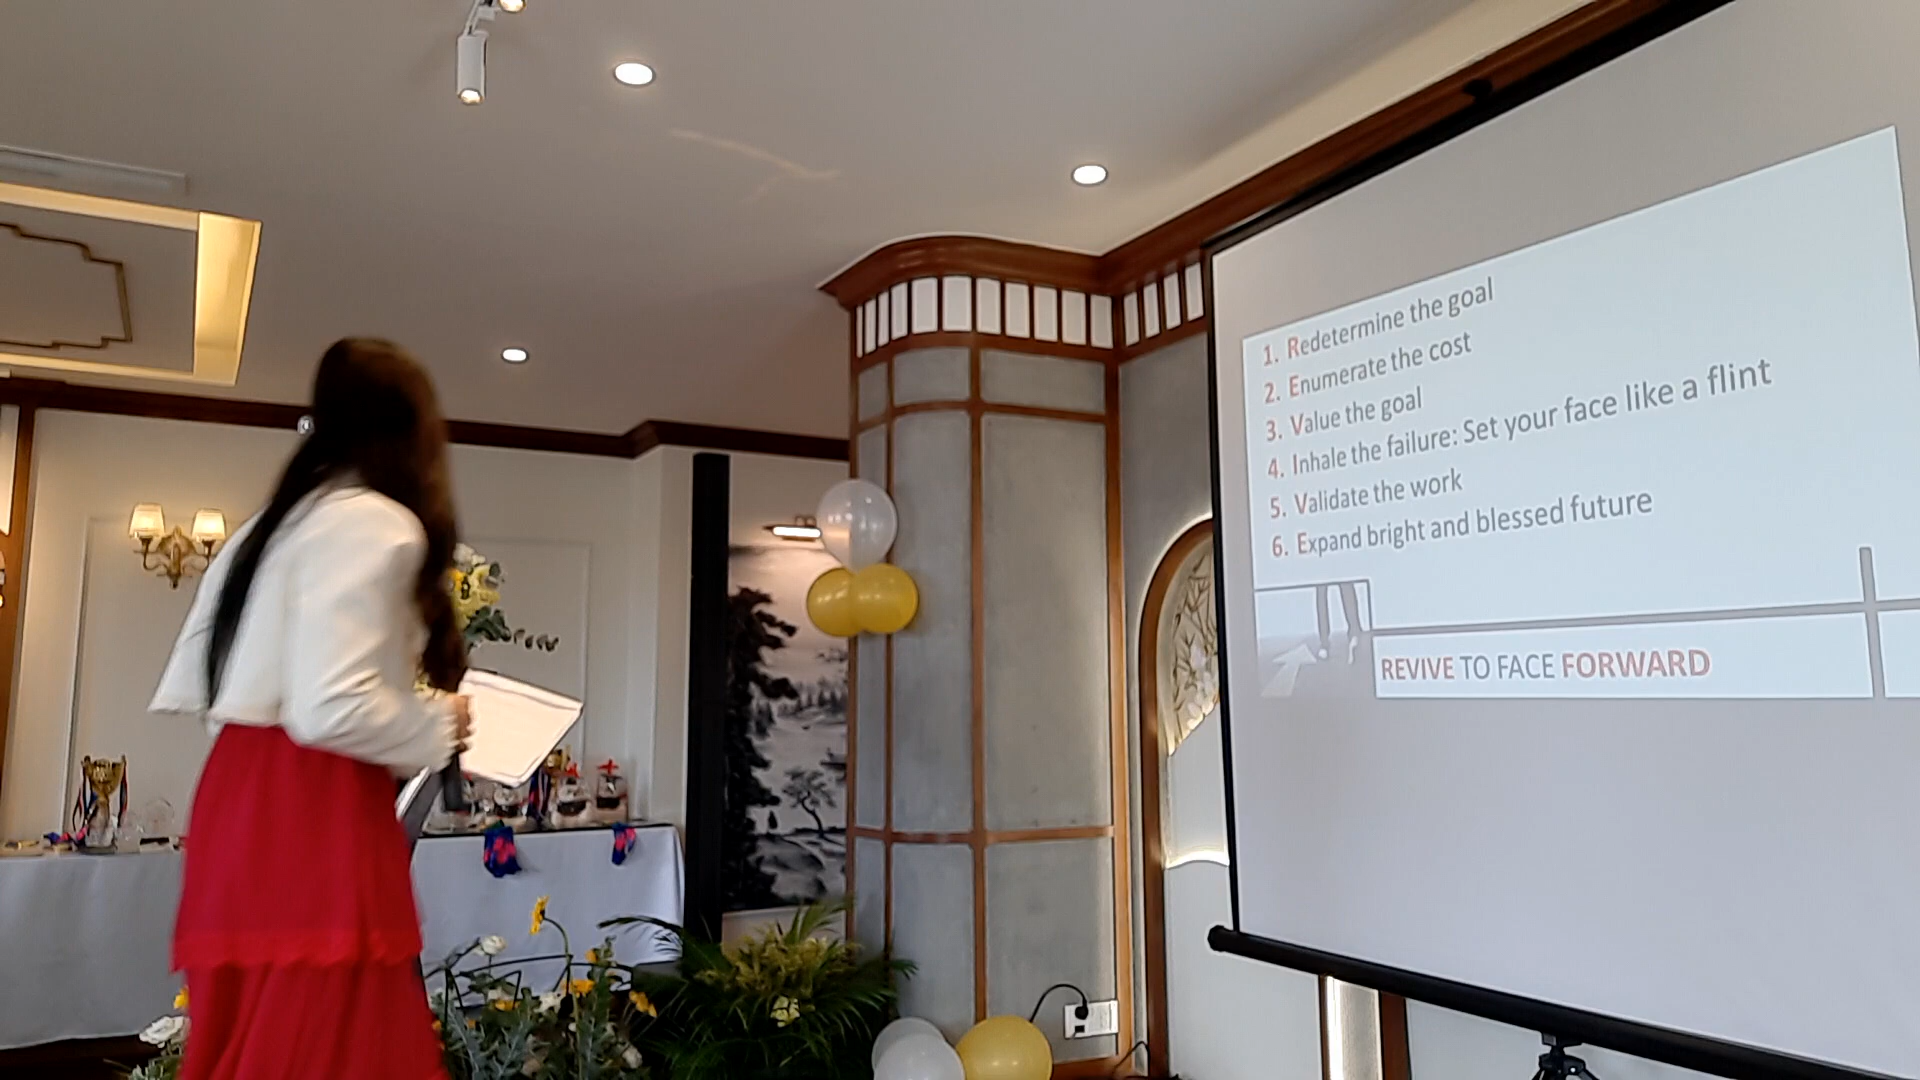 1. Redetermine the goal
2. Enumerate the cost
3. Value the goal
4. Inhale the failure: Set your face like a flint
5. Validate the work
6. Expand bright and blessed future
REVIVE TO FACE FORWARD